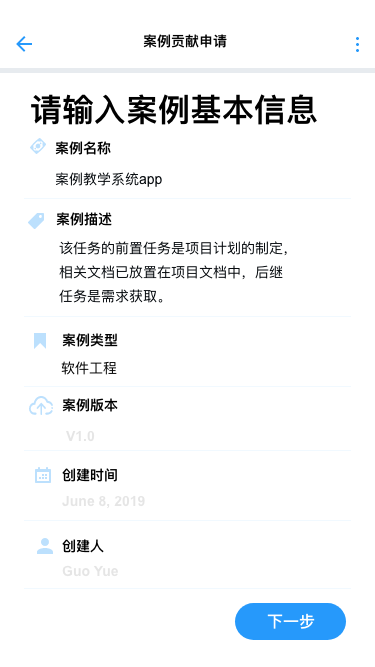 案例贡献申请
请输入案例基本信息
案例名称
案例教学系统app
案例描述
该任务的前置任务是项目计划的制定，
相关文档已放置在项目文档中，后继
任务是需求获取。
案例类型
软件工程
案例版本
V1.0
创建时间
June 8, 2019
创建人
Guo Yue
下一步